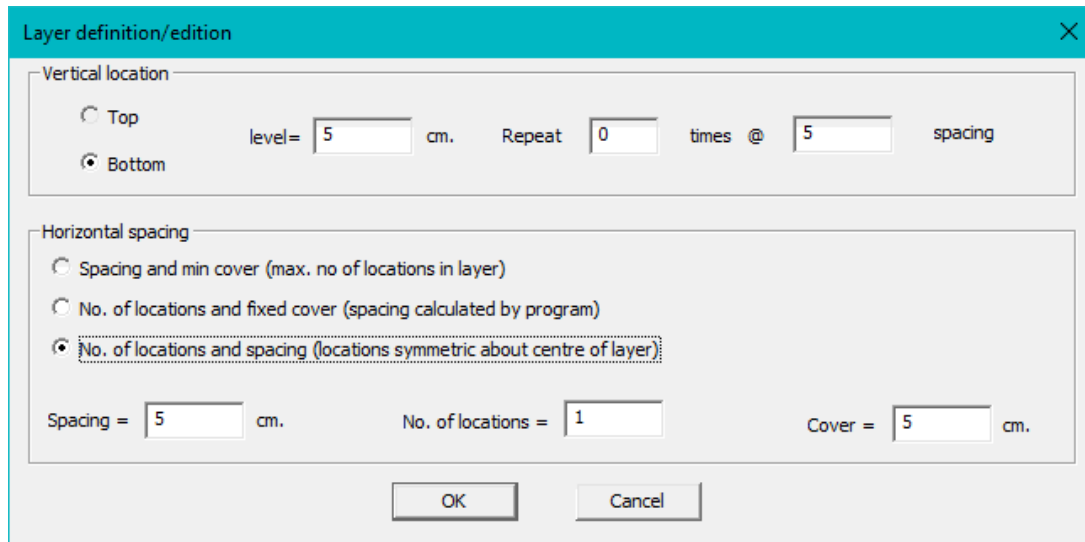 Layer definition/edition
Vertical location
Top
level= 5 cm. Repeat 0 times @ 5 spacing
Bottom
Horizontal spacing
Spacing and min cover (max. no of locations in layer)
No. of locations and fixed cover (spacing calculated by program)
No. of locations and spacing (locations symmetric about centre of layer)
Spacing = 5 cm. No. of locations = 1 Cover = 5 cm.
OK Cancel